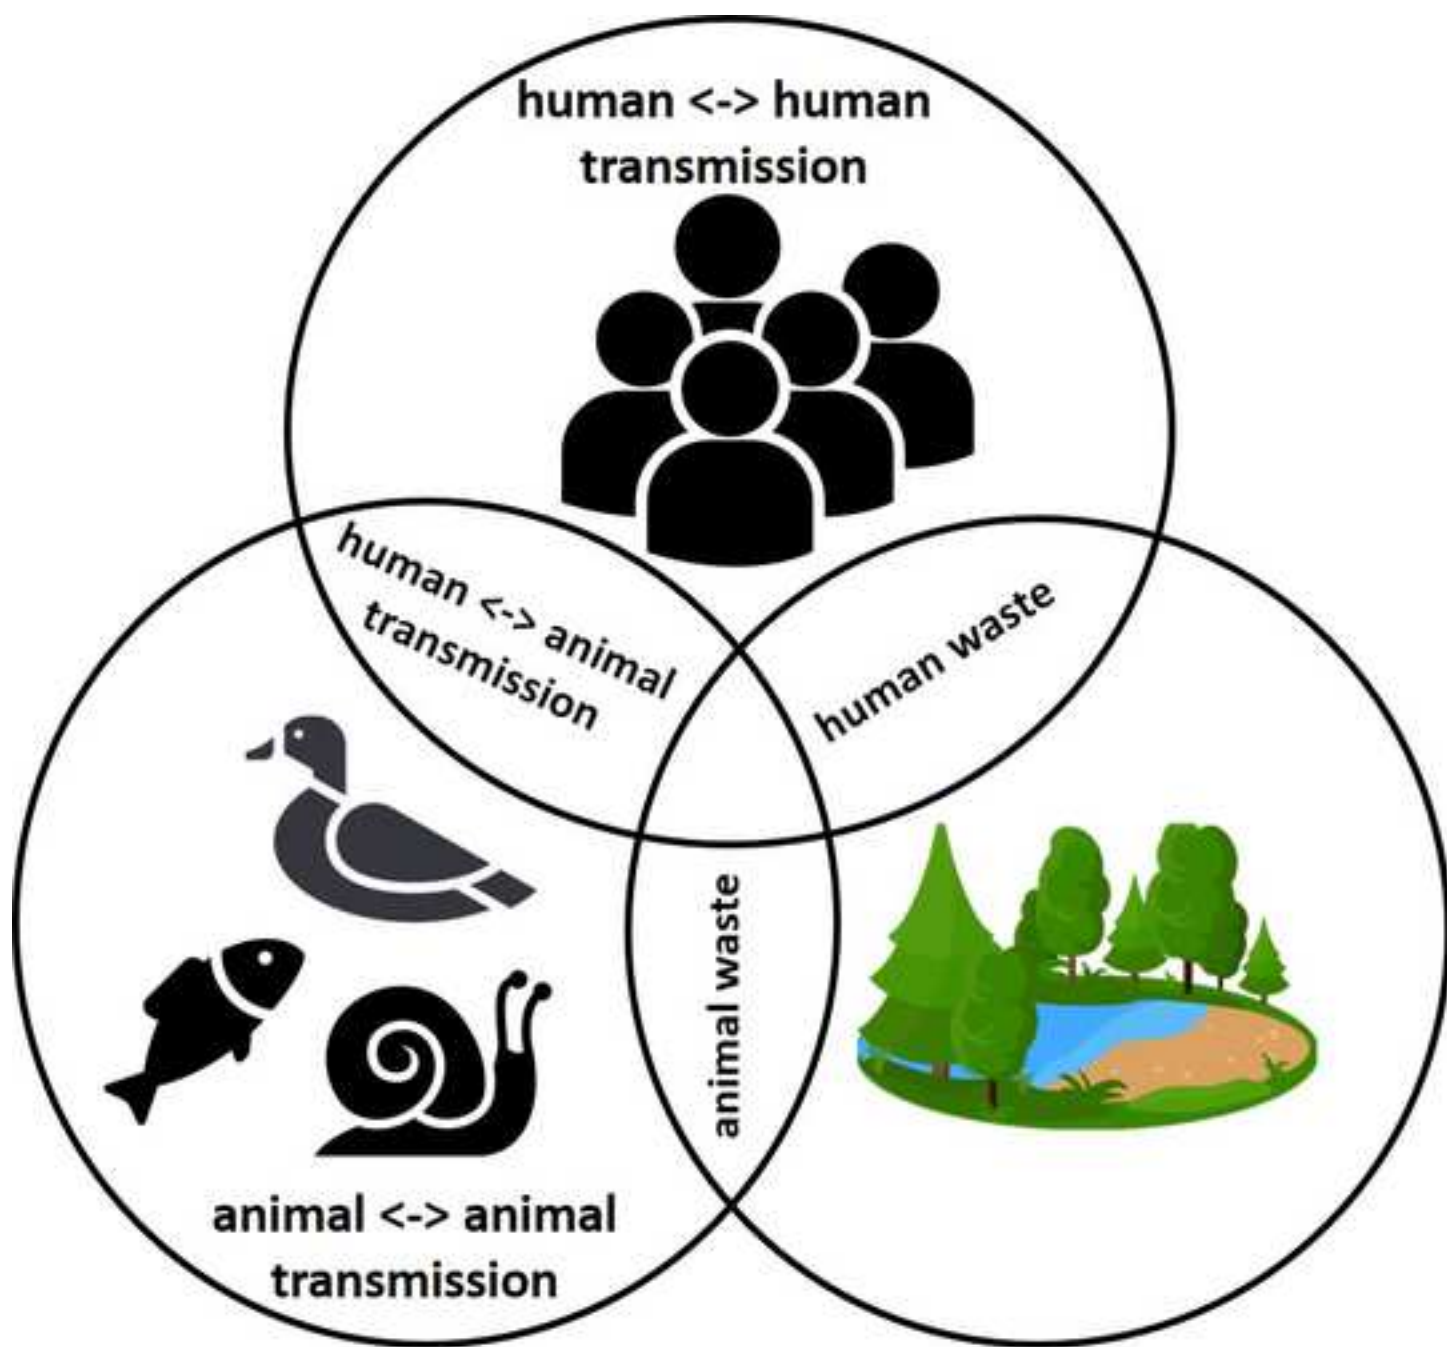 human <-> human
transmission
human <-> animal
transmission
human waste
animal waste
animal <-> animal
transmission